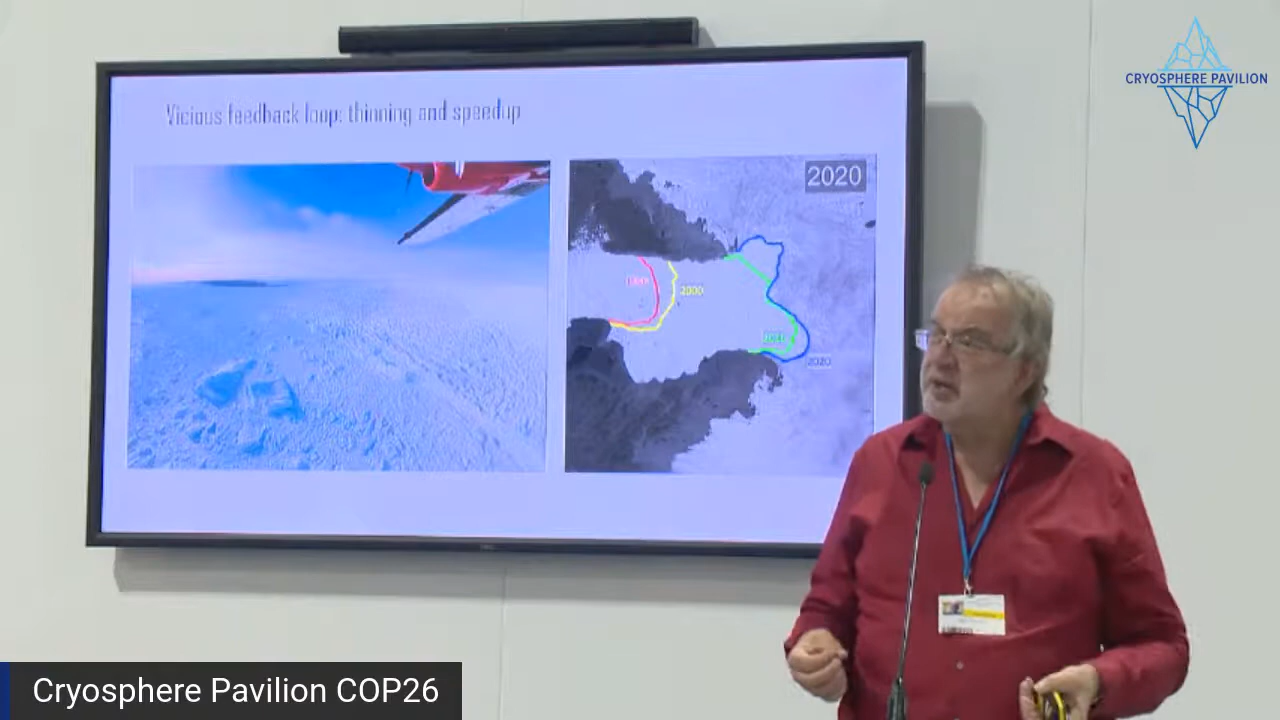 Vicious feedback loop: thinning and speedup
2020
CRYOSPHERE PAVILION
2000
2020
Cryosphere Pavilion COP26